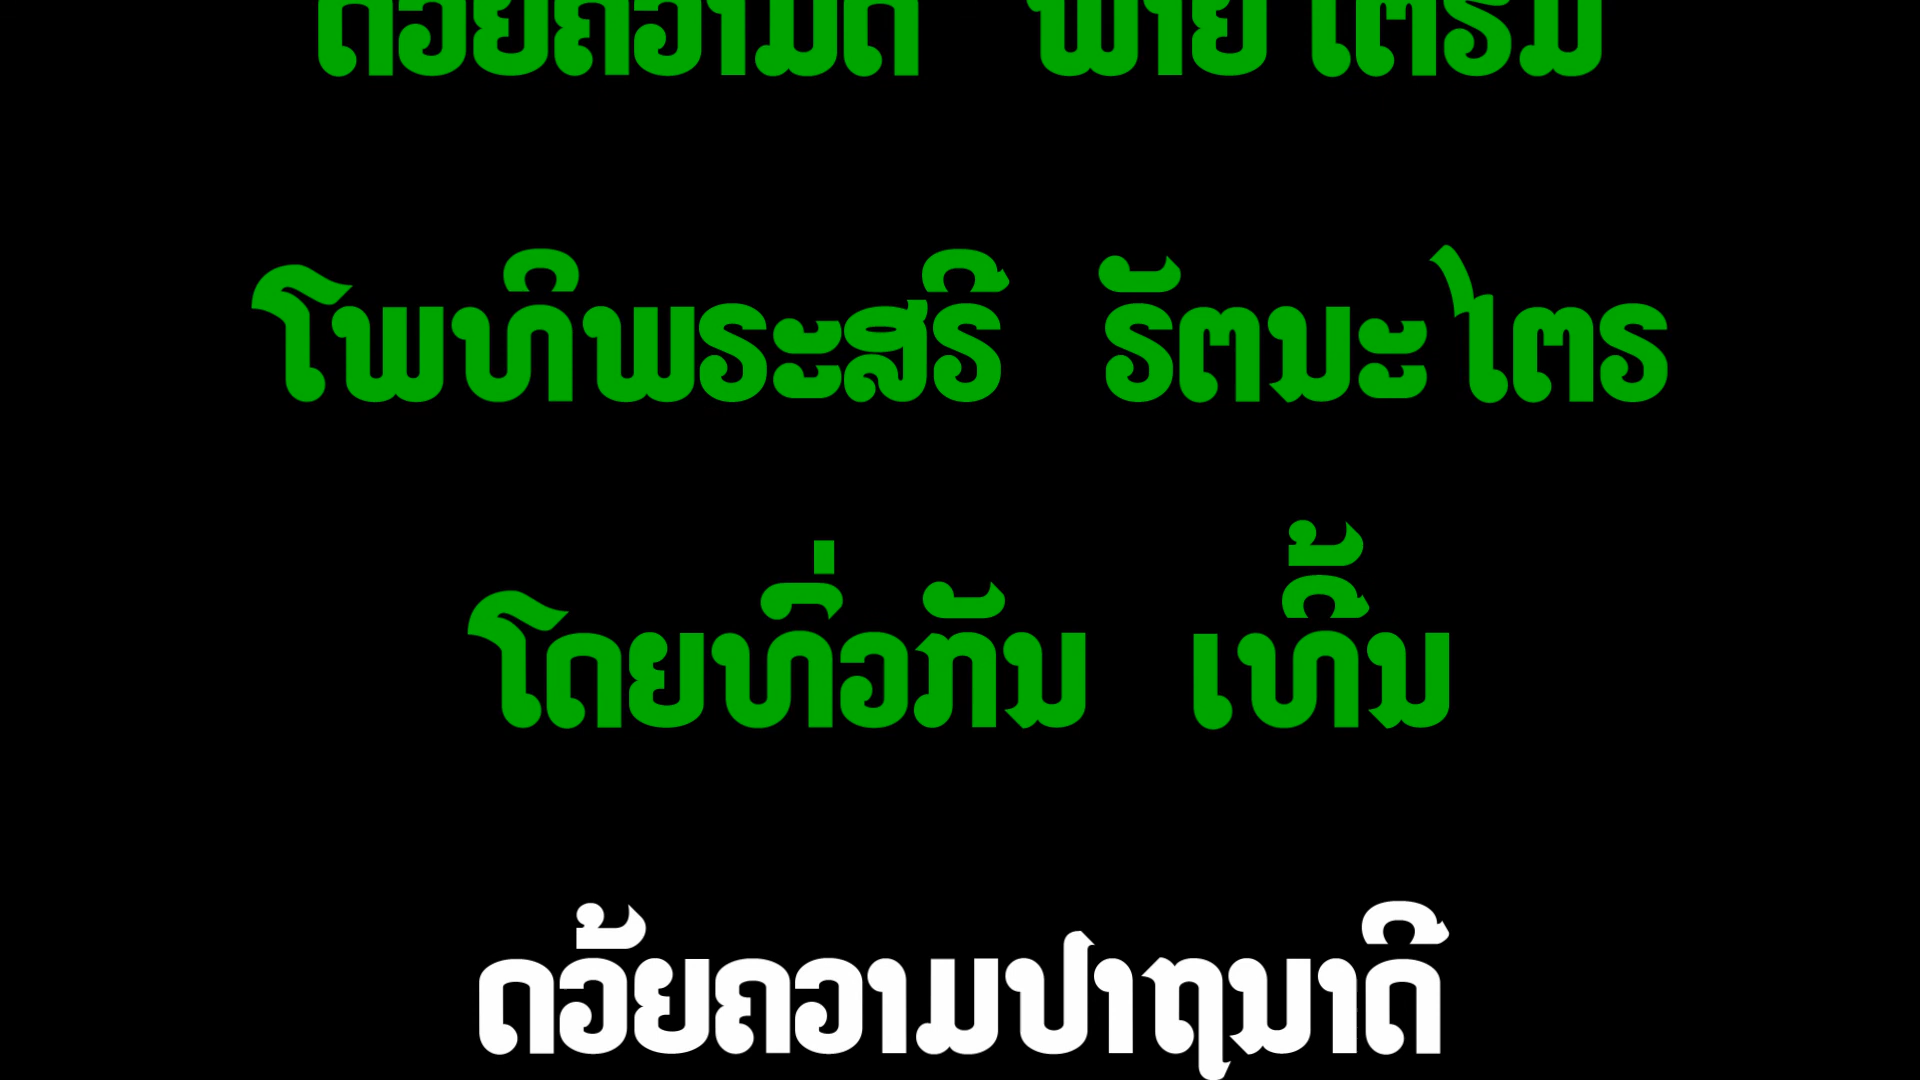 ໂພທິພຣະສຣີ ຣັຕນະໄຕຣ
ໂດຍທົ່ວກັນ ເທີ້ນ
ດວ້ຍຄວາມປາຖນາດີ